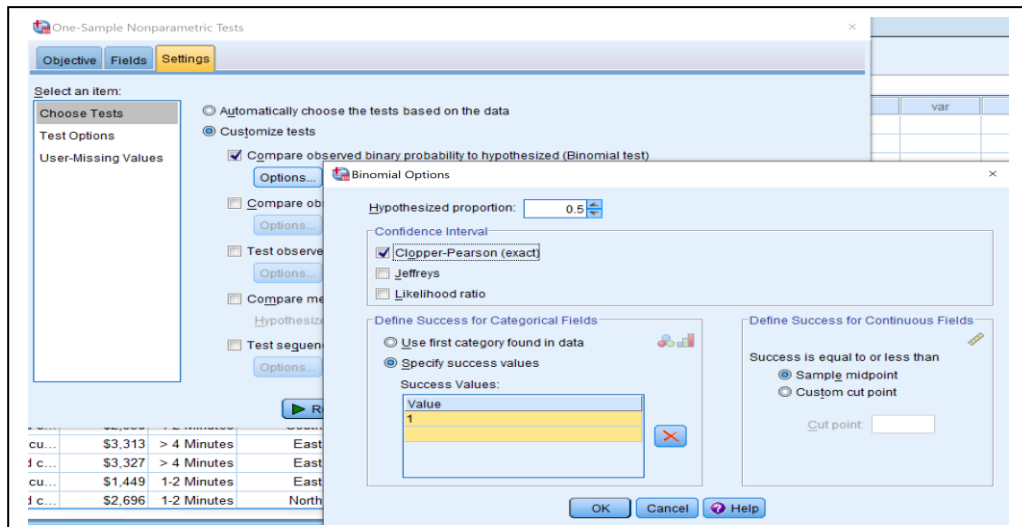 One-Sample Nonparametric Tests
Objective Fields Settings
Select an item:
Choose Tests
Test Options
User-Missing Values
Automatically choose the tests based on the data
Customize tests
Compare observed binary probability to hypothesized (Binomial test)
Options...
Compare ob
Options...
Test observe
Options...
Compare me
Hypothesiz
Test sequen
Options...
R
var
Binomial Options
Hypothesized proportion: 0.5
Confidence Interval
Clopper-Pearson (exact)
Jeffreys
Likelihood ratio
Define Success for Categorical Fields
Use first category found in data
Specify success values
Success Values:
Value
1
Define Success for Continuous Fields
Success is equal to or less than
Sample midpoint
Custom cut point
Cut point:
OK Cancel Help
cu... $3,313 > 4 Minutes East
d c... $3,327 > 4 Minutes East
cu... $1,449 1-2 Minutes East
d c... $2,696 1-2 Minutes North